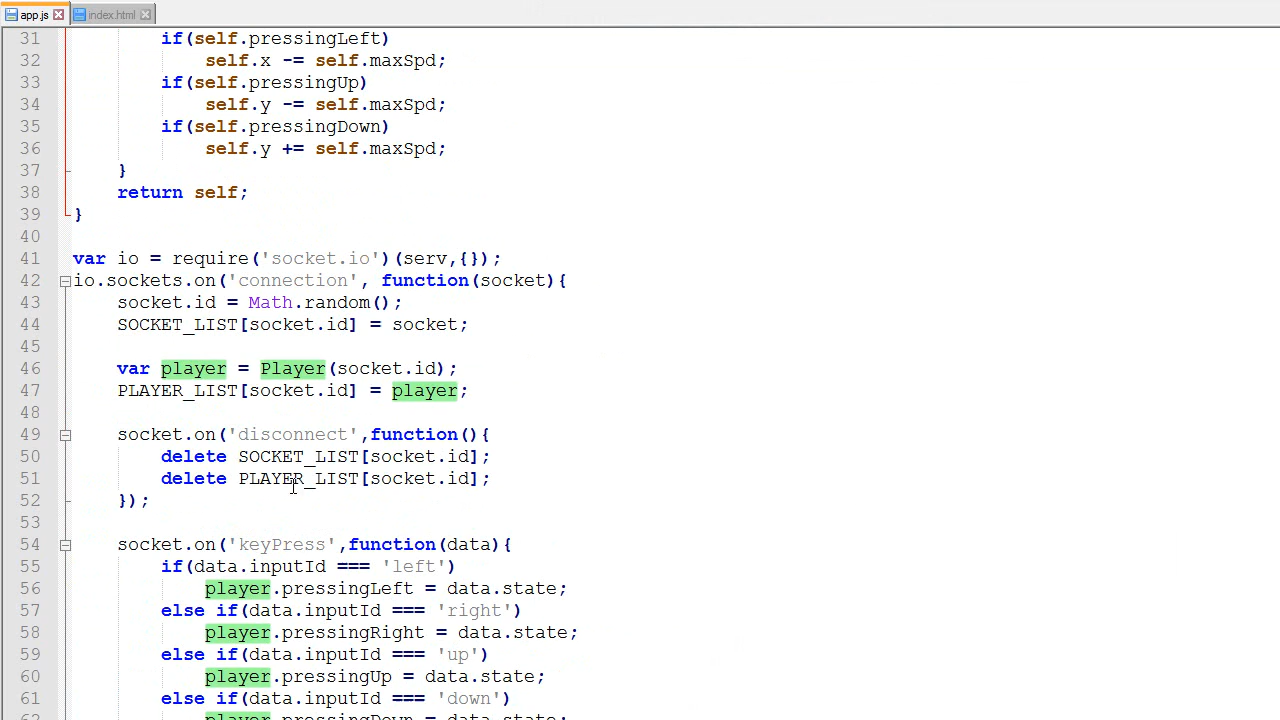 app.js index.html
31 if(self.pressingLeft)
32 self.x -= self.maxSpd;
33 if(self.pressingUp)
34 self.y -= self.maxSpd;
35 if(self.pressingDown)
36 self.y += self.maxSpd;
37 }
38 return self;
39 }
40
41 var io = require('socket.io')(serv,{});
42 io.sockets.on('connection', function(socket){
43 socket.id = Math.random();
44 SOCKET_LIST[socket.id] = socket;
45
46 var player = Player(socket.id);
47 PLAYER_LIST[socket.id] = player;
48
49 socket.on('disconnect',function(){
50 delete SOCKET_LIST[socket.id];
51 delete PLAYER_LIST[socket.id];
52 });
53
54 socket.on('keyPress',function(data){
55 if(data.inputId === 'left')
56 player.pressingLeft = data.state;
57 else if(data.inputId === 'right')
58 player.pressingRight = data.state;
59 else if(data.inputId === 'up')
60 player.pressingUp = data.state;
61 else if(data.inputId === 'down')
62 player.pressingDown = data.state;